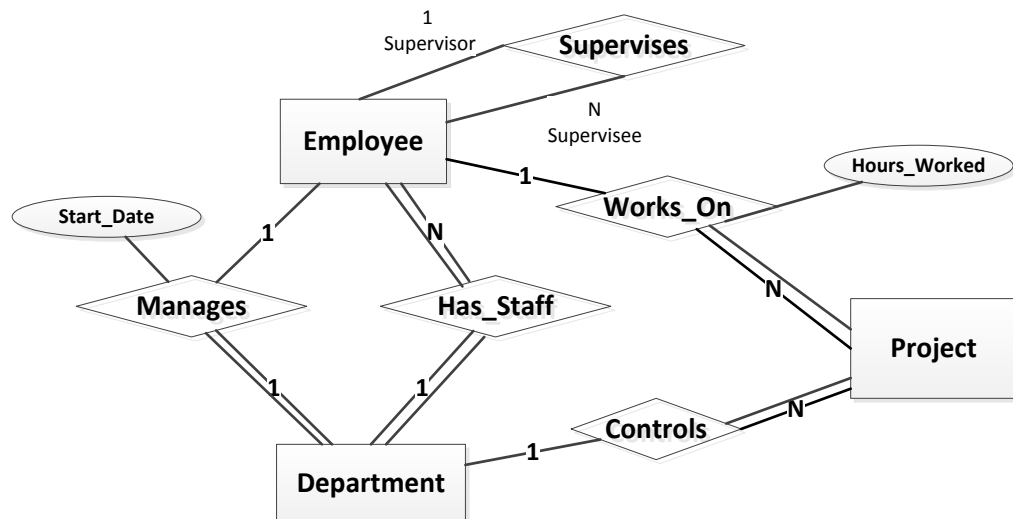 1
Supervisor
Supervises
N
Supervisee
Employee
1
Hours_Worked
Works_On
Start_Date
1
N
Manages
Has_Staff
N
Project
1
1
N
Controls
1
Department